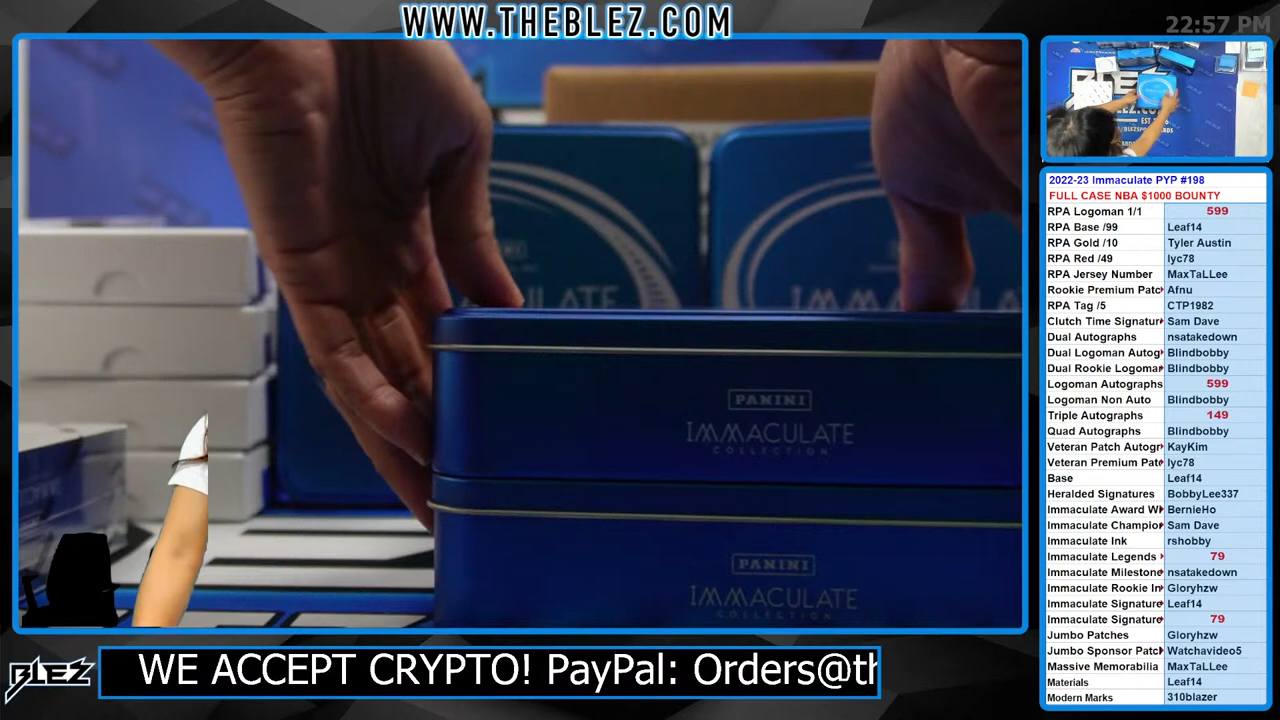 WWW.THEBLEZ.COM
22:57 PM
PANINI
IMMACULATE
COLLECTION
PANINI
IMMACULATE
COLLECTION
BLEZ
WE ACCEPT CRYPTO! PayPal: Orders@th
2022-23 Immaculate PYP #198
FULL CASE NBA $1000 BOUNTY
RPA Logoman 1/1 599
RPA Base /99 Leaf14
RPA Gold /10 Tyler Austin
RPA Red /49 lyc78
RPA Jersey Number MaxTaLLee
Rookie Premium Patc Afnu
RPA Tag /5 CTP1982
Clutch Time Signatur Sam Dave
Dual Autographs nsatakedown
Dual Logoman Autog Blindbobby
Dual Rookie Logoma Blindbobby
Logoman Autographs 599
Logoman Non Auto Blindbobby
Triple Autographs 149
Quad Autographs Blindbobby
Veteran Patch Autogr KayKim
Veteran Premium Pat lyc78
Base Leaf14
Heralded Signatures BobbyLee337
Immaculate Award Wi BernieHo
Immaculate Champio Sam Dave
Immaculate Ink rshobby
Immaculate Legends 79
Immaculate Milestone nsatakedown
Immaculate Rookie In Gloryhzw
Immaculate Signature Leaf14
Immaculate Signature 79
Jumbo Patches Gloryhzw
Jumbo Sponsor Patch Watchavideo5
Massive Memorabilia MaxTaLLee
Materials Leaf14
Modern Marks 310blazer